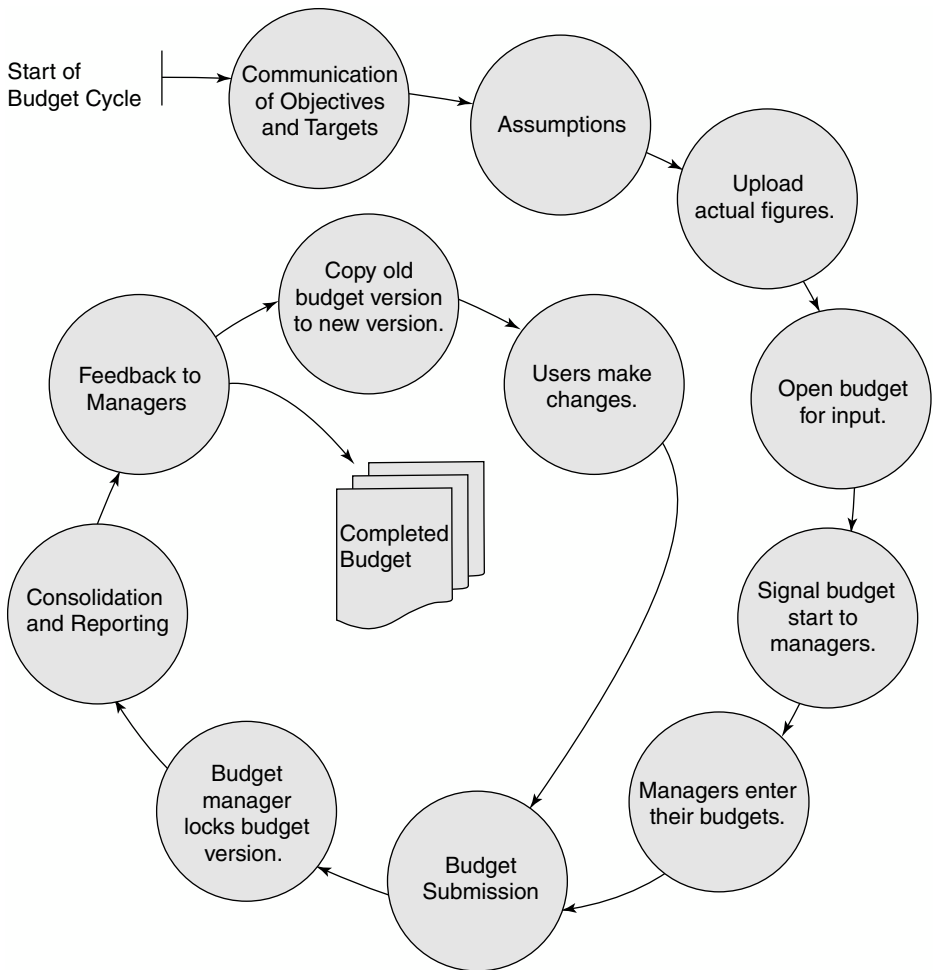 Start of
Budget Cycle
Communication
of Objectives
and Targets
Assumptions
Upload
actual figures.
Open budget
for input.
Signal budget
start to
managers.
Managers enter
their budgets.
Budget
Submission
Budget
manager
locks budget
version.
Consolidation
and Reporting
Feedback to
Managers
Copy old
budget version
to new version.
Users make
changes.
Completed
Budget